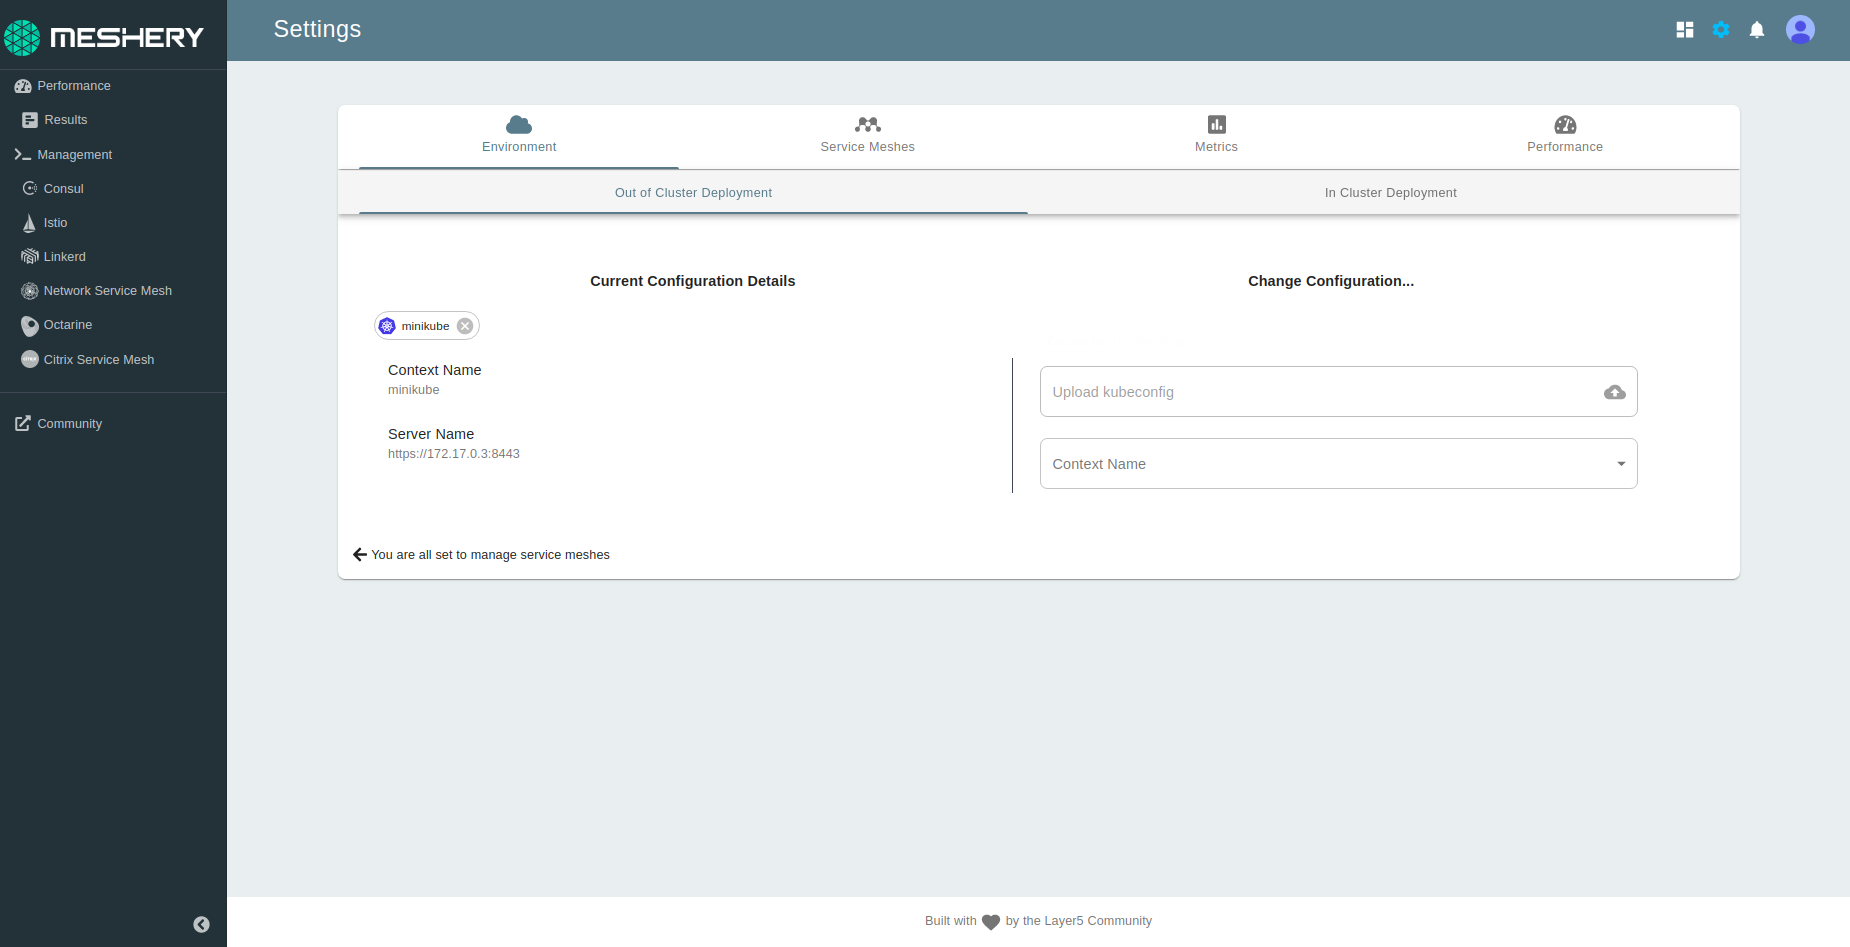 MESHERY
Settings
Performance
Results
Management
Consul
Istio
Linkerd
Network Service Mesh
Octarine
Citrix Service Mesh
Community
Environment
Service Meshes
Metrics
Performance
Out of Cluster Deployment
In Cluster Deployment
Current Configuration Details
minikube
Context Name
minikube
Server Name
https://172.17.0.3:8443
Change Configuration...
Upload kubeconfig
Context Name
You are all set to manage service meshes
Built with by the Layer5 Community